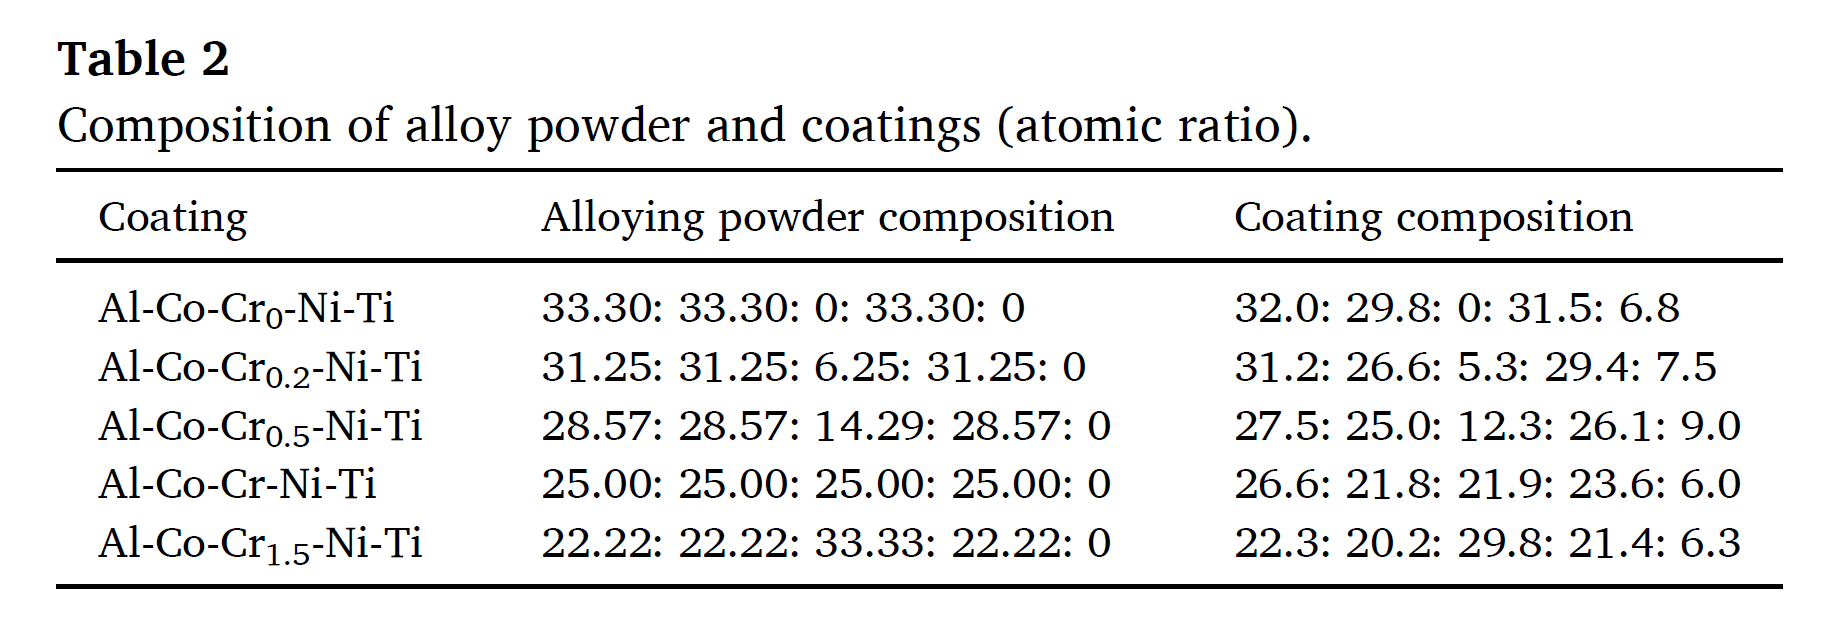 Table 2
Composition of alloy powder and coatings (atomic ratio).
Coating Alloying powder composition Coating composition
Al-Co-Cr₀-Ni-Ti 33.30: 33.30: 0: 33.30: 0 32.0: 29.8: 0: 31.5: 6.8
Al-Co-Cr₀.₂-Ni-Ti 31.25: 31.25: 6.25: 31.25: 0 31.2: 26.6: 5.3: 29.4: 7.5
Al-Co-Cr₀.₅-Ni-Ti 28.57: 28.57: 14.29: 28.57: 0 27.5: 25.0: 12.3: 26.1: 9.0
Al-Co-Cr-Ni-Ti 25.00: 25.00: 25.00: 25.00: 0 26.6: 21.8: 21.9: 23.6: 6.0
Al-Co-Cr₁.₅-Ni-Ti 22.22: 22.22: 33.33: 22.22: 0 22.3: 20.2: 29.8: 21.4: 6.3